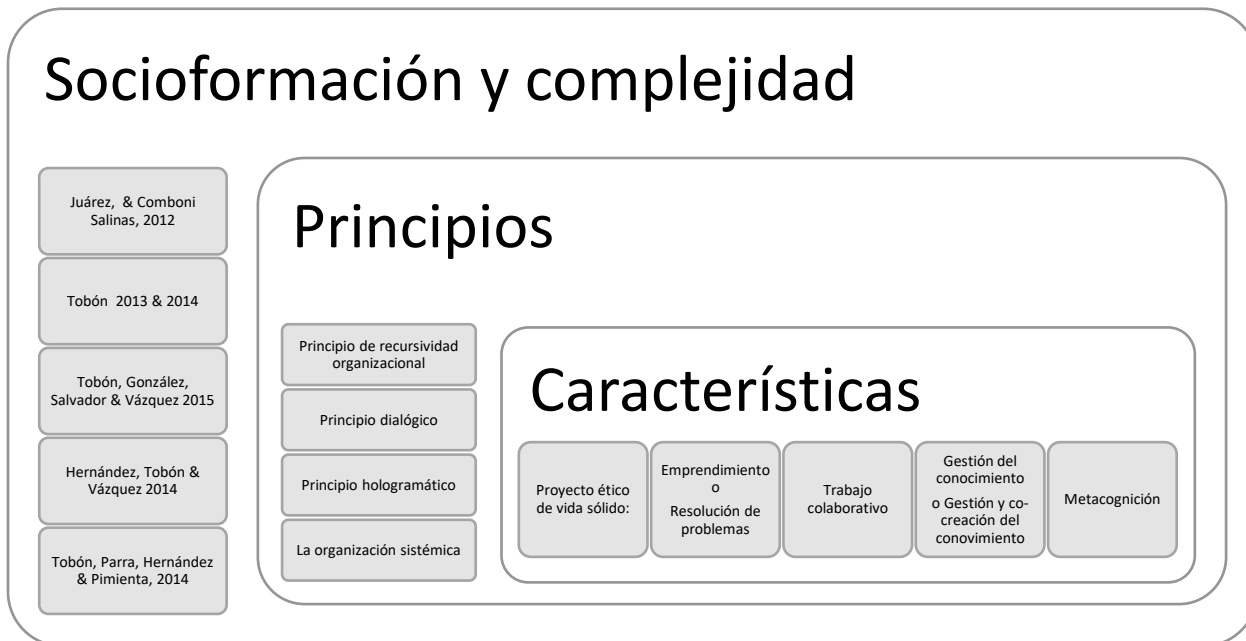 Socioformación y complejidad
Juárez, & Comboni
Salinas, 2012
Tobón 2013 & 2014
Tobón, González,
Salvador & Vázquez 2015
Hernández, Tobón &
Vázquez 2014
Tobón, Parra, Hernández
& Pimienta, 2014
Principios
Principio de recursividad
organizacional
Principio dialógico
Principio hologramático
La organización sistémica
Características
Proyecto ético
de vida sólido:
Emprendimiento
o
Resolución de
problemas
Trabajo
colaborativo
Gestión del
conocimiento
o Gestión y co-
creación del
conovimiento
Metacognición